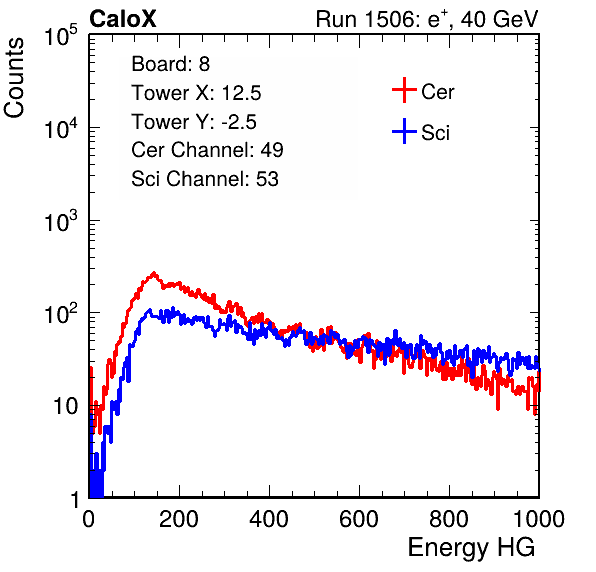 CaloX Run 1506: e⁺, 40 GeV
Counts
Board: 8
Tower X: 12.5
Tower Y: -2.5
Cer Channel: 49
Sci Channel: 53
Cer
Sci
10⁵
10⁴
10³
10²
10
1
0 200 400 600 800 1000
Energy HG